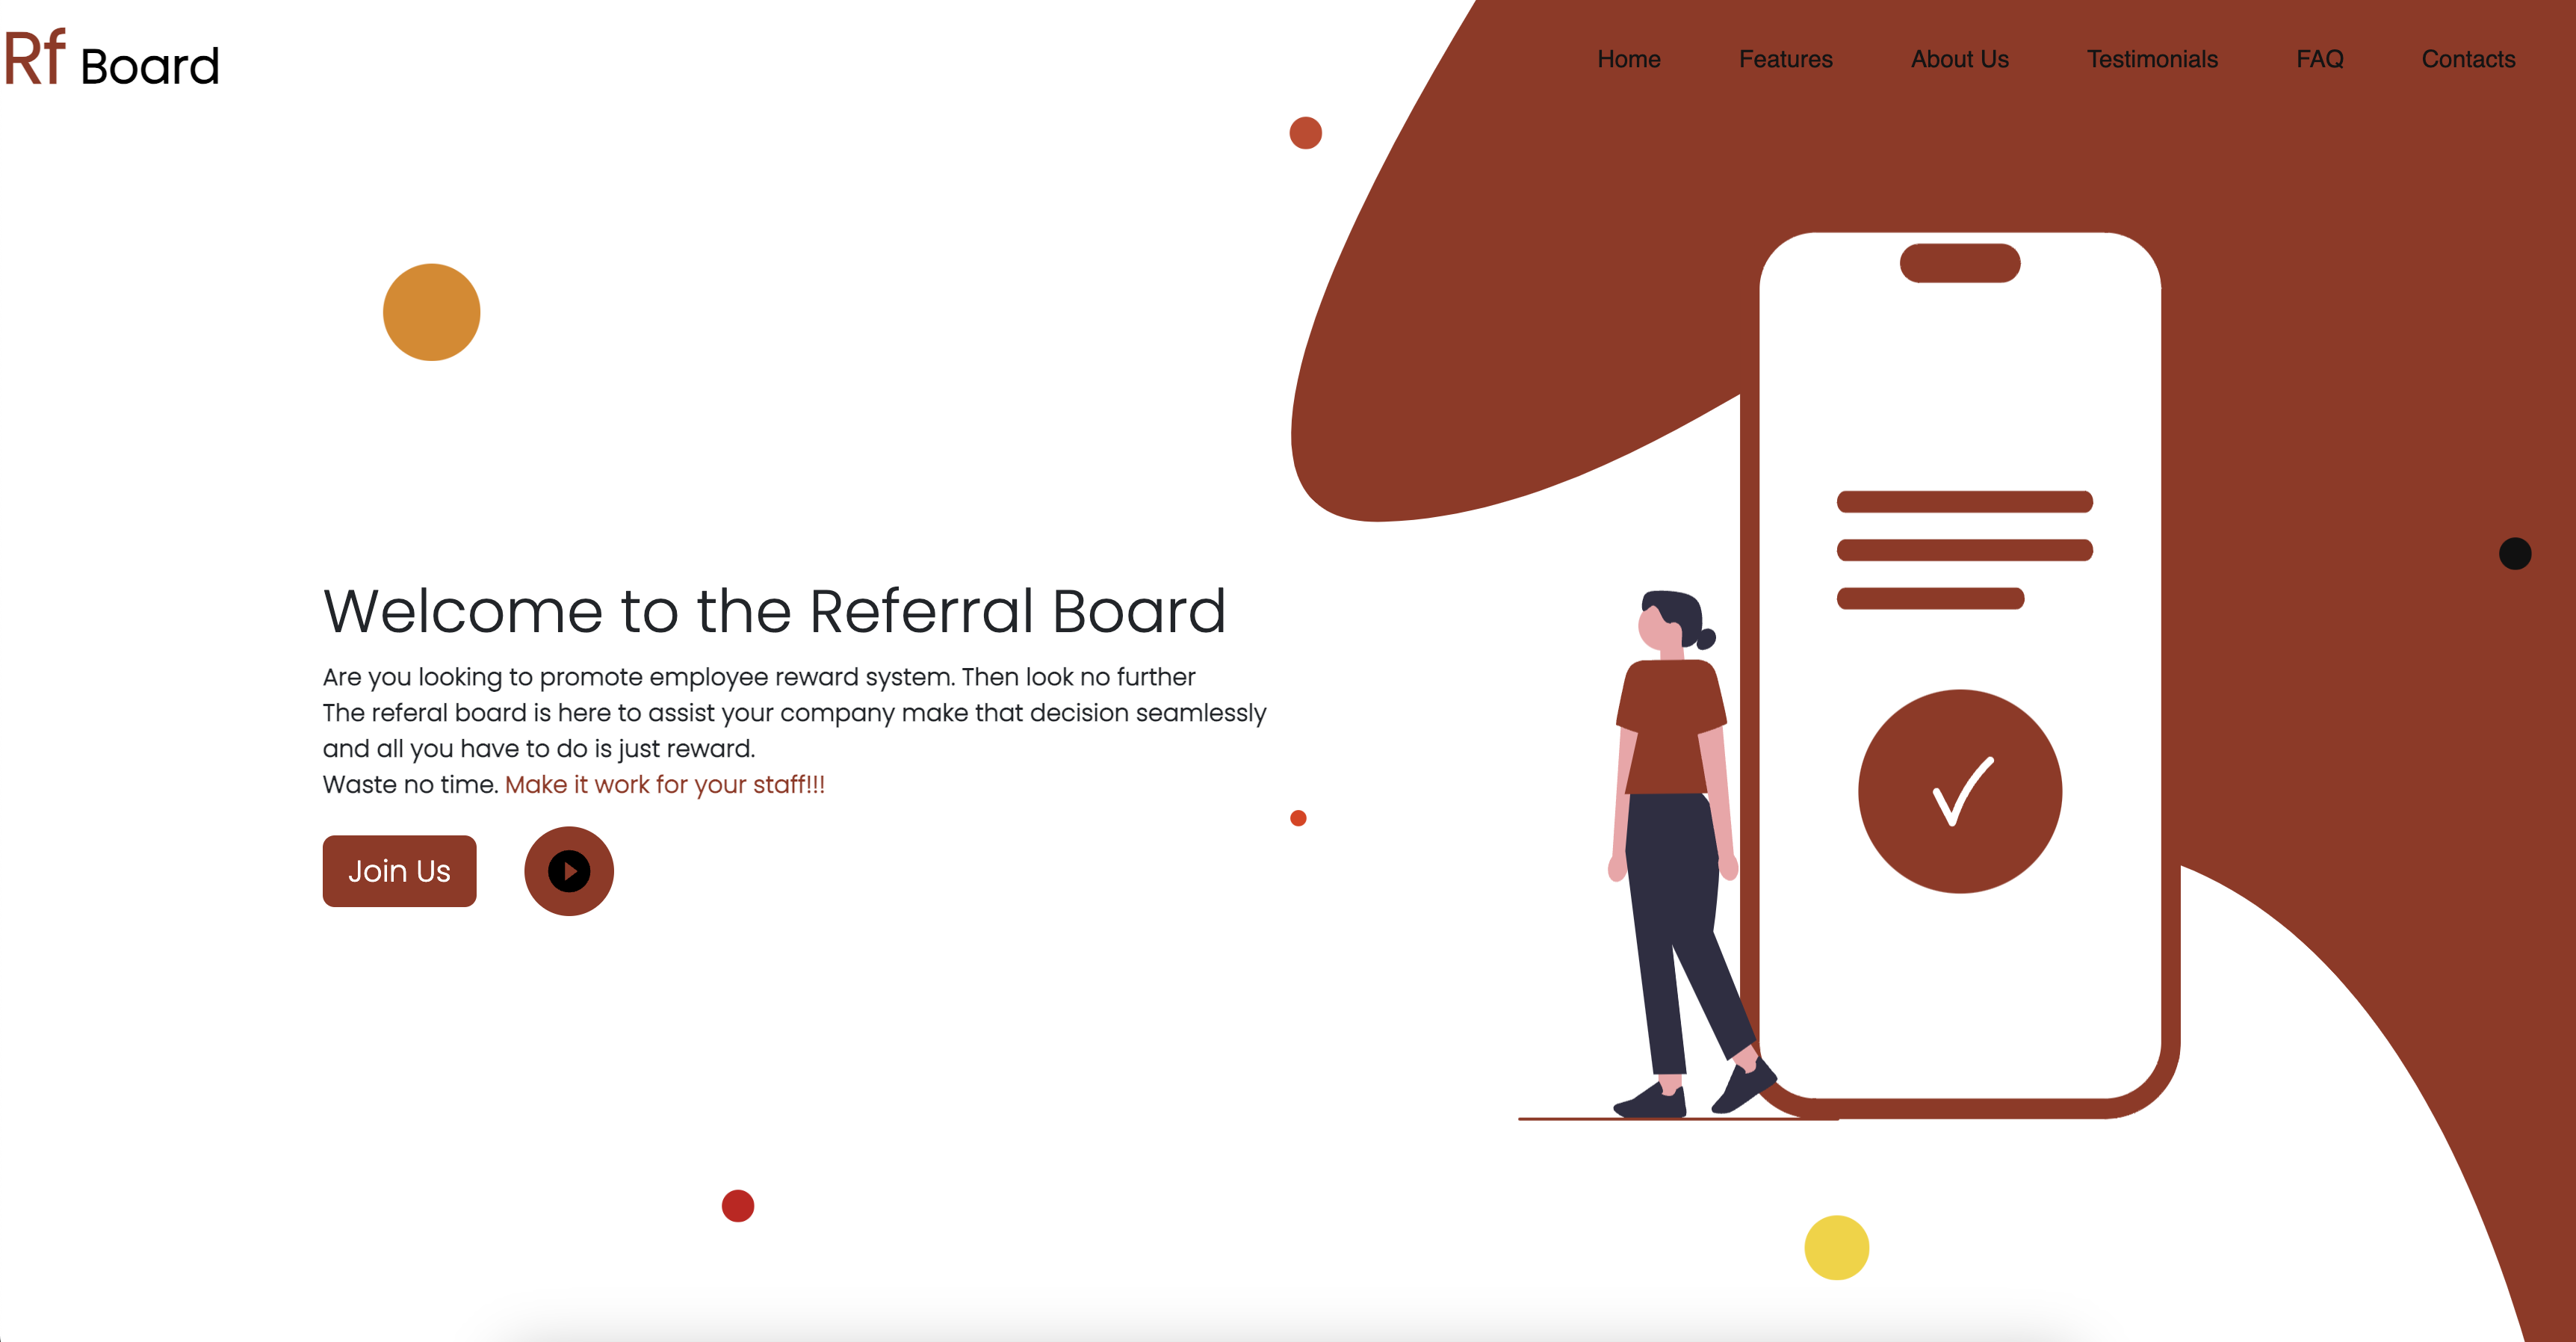 Rf Board
Home Features About Us Testimonials FAQ Contacts
Welcome to the Referral Board
Are you looking to promote employee reward system. Then look no further
The referal board is here to assist your company make that decision seamlessly
and all you have to do is just reward.
Waste no time. Make it work for your staff!!!
Join Us